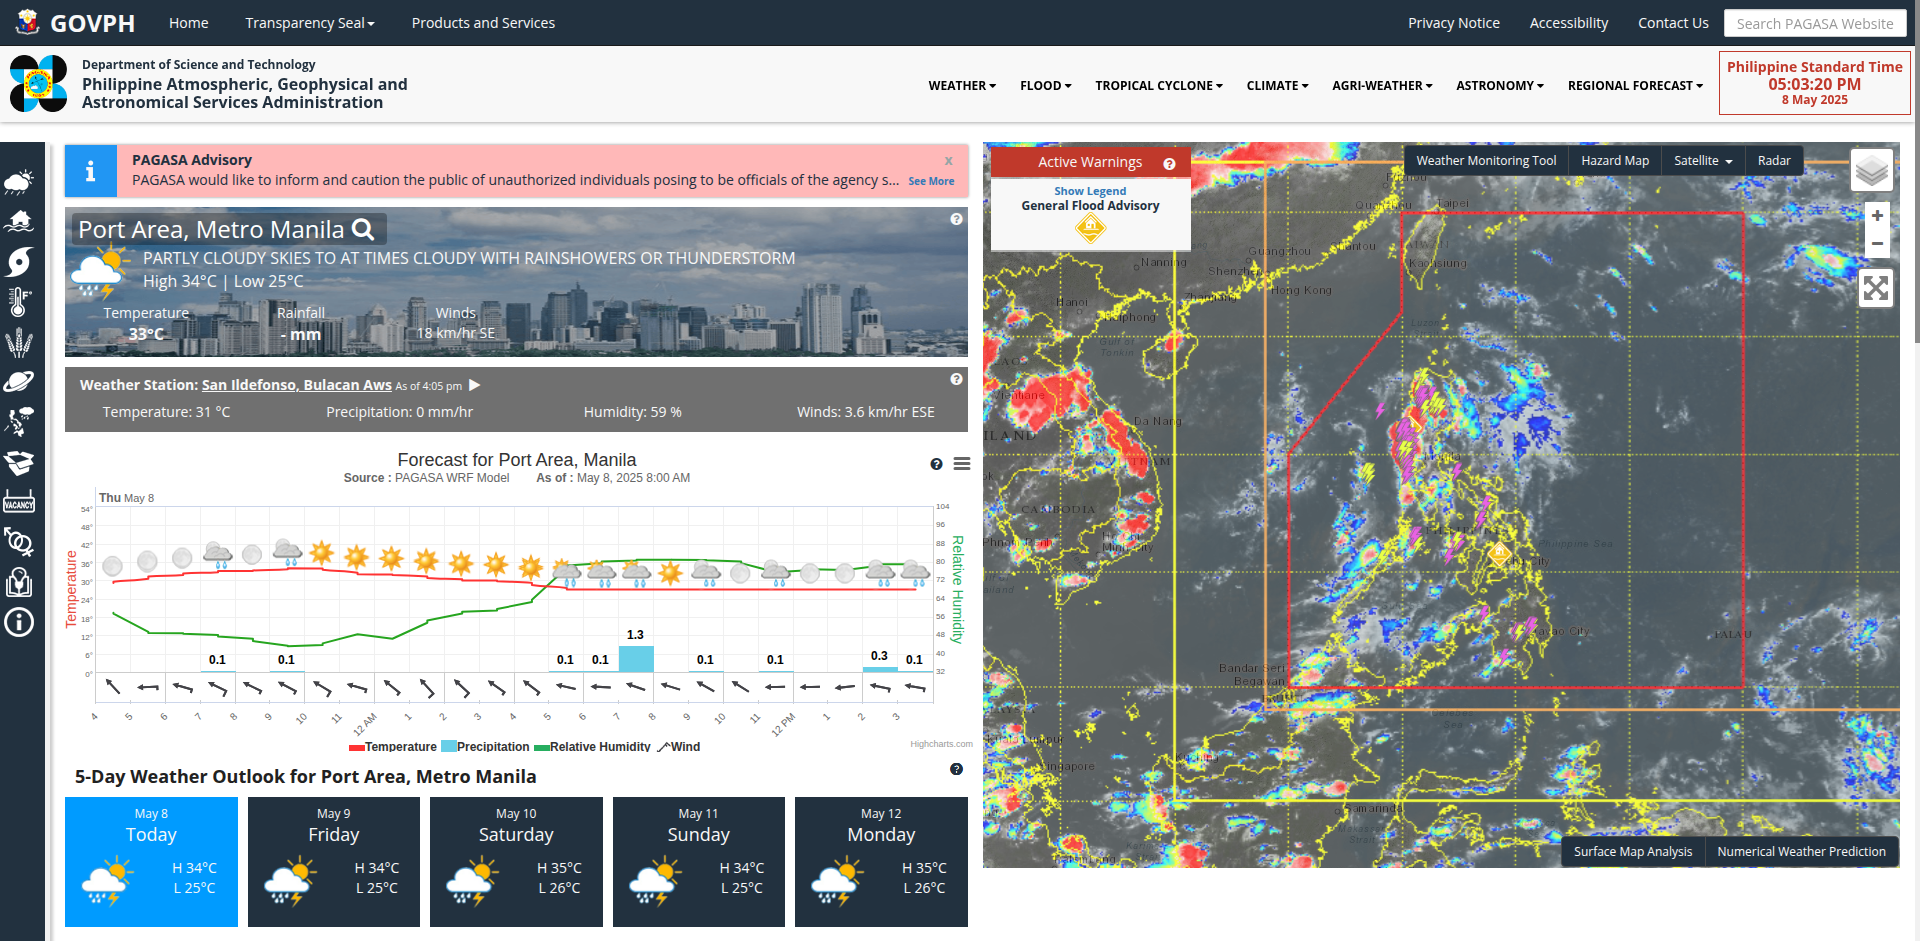 GOVPH
Home
Transparency Seal
Products and Services
Privacy Notice
Accessibility
Contact Us
Search PAGASA Website
Department of Science and Technology
Philippine Atmospheric, Geophysical and
Astronomical Services Administration
WEATHER
FLOOD
TROPICAL CYCLONE
CLIMATE
AGRI-WEATHER
ASTRONOMY
REGIONAL FORECAST
Philippine Standard Time
05:03:20 PM
8 May 2025
PAGASA Advisory
x
PAGASA would like to inform and caution the public of unauthorized individuals posing to be officials of the agency s... See More
Port Area, Metro Manila
PARTLY CLOUDY SKIES TO AT TIMES CLOUDY WITH RAINSHOWERS OR THUNDERSTORM
High 34°C | Low 25°C
Temperature
33°C
Rainfall
- mm
Winds
18 km/hr SE
Weather Station: San Ildefonso, Bulacan Aws As of 4:05 pm
Temperature: 31 °C
Precipitation: 0 mm/hr
Humidity: 59 %
Winds: 3.6 km/hr ESE
Forecast for Port Area, Manila
Source : PAGASA WRF Model As of : May 8, 2025 8:00 AM
Thu May 8
Temperature
54°
48°
42°
36°
30°
24°
18°
12°
6°
0°
104
96
88
80
72
64
56
48
40
32
Relative Humidity
0.1
0.1
0.1
0.1
1.3
0.1
0.1
0.3
0.1
4
5
6
7
8
9
10
11
12 AM
1
2
3
4
5
6
7
8
9
10
11
12 PM
1
2
3
Temperature
Precipitation
Relative Humidity
Wind
Highcharts.com
5-Day Weather Outlook for Port Area, Metro Manila
May 8
Today
H 34°C
L 25°C
May 9
Friday
H 34°C
L 25°C
May 10
Saturday
H 35°C
L 26°C
May 11
Sunday
H 34°C
L 25°C
May 12
Monday
H 35°C
L 26°C
F°
VACANCY
Active Warnings
Show Legend
General Flood Advisory
Weather Monitoring Tool
Hazard Map
Satellite
Radar
+
−
Taipei
Guangzhou
Nanning
Shenzhen
Kaohsiung
Hong Kong
Hanoi
Gulf of
Tonkin
Luzon
Vientiane
Da Nang
CAMBODIA
Philippine Sea
Davao City
PALAU
Bandar Seri
Begawan
Singapore
Samarinda
Surface Map Analysis
Numerical Weather Prediction